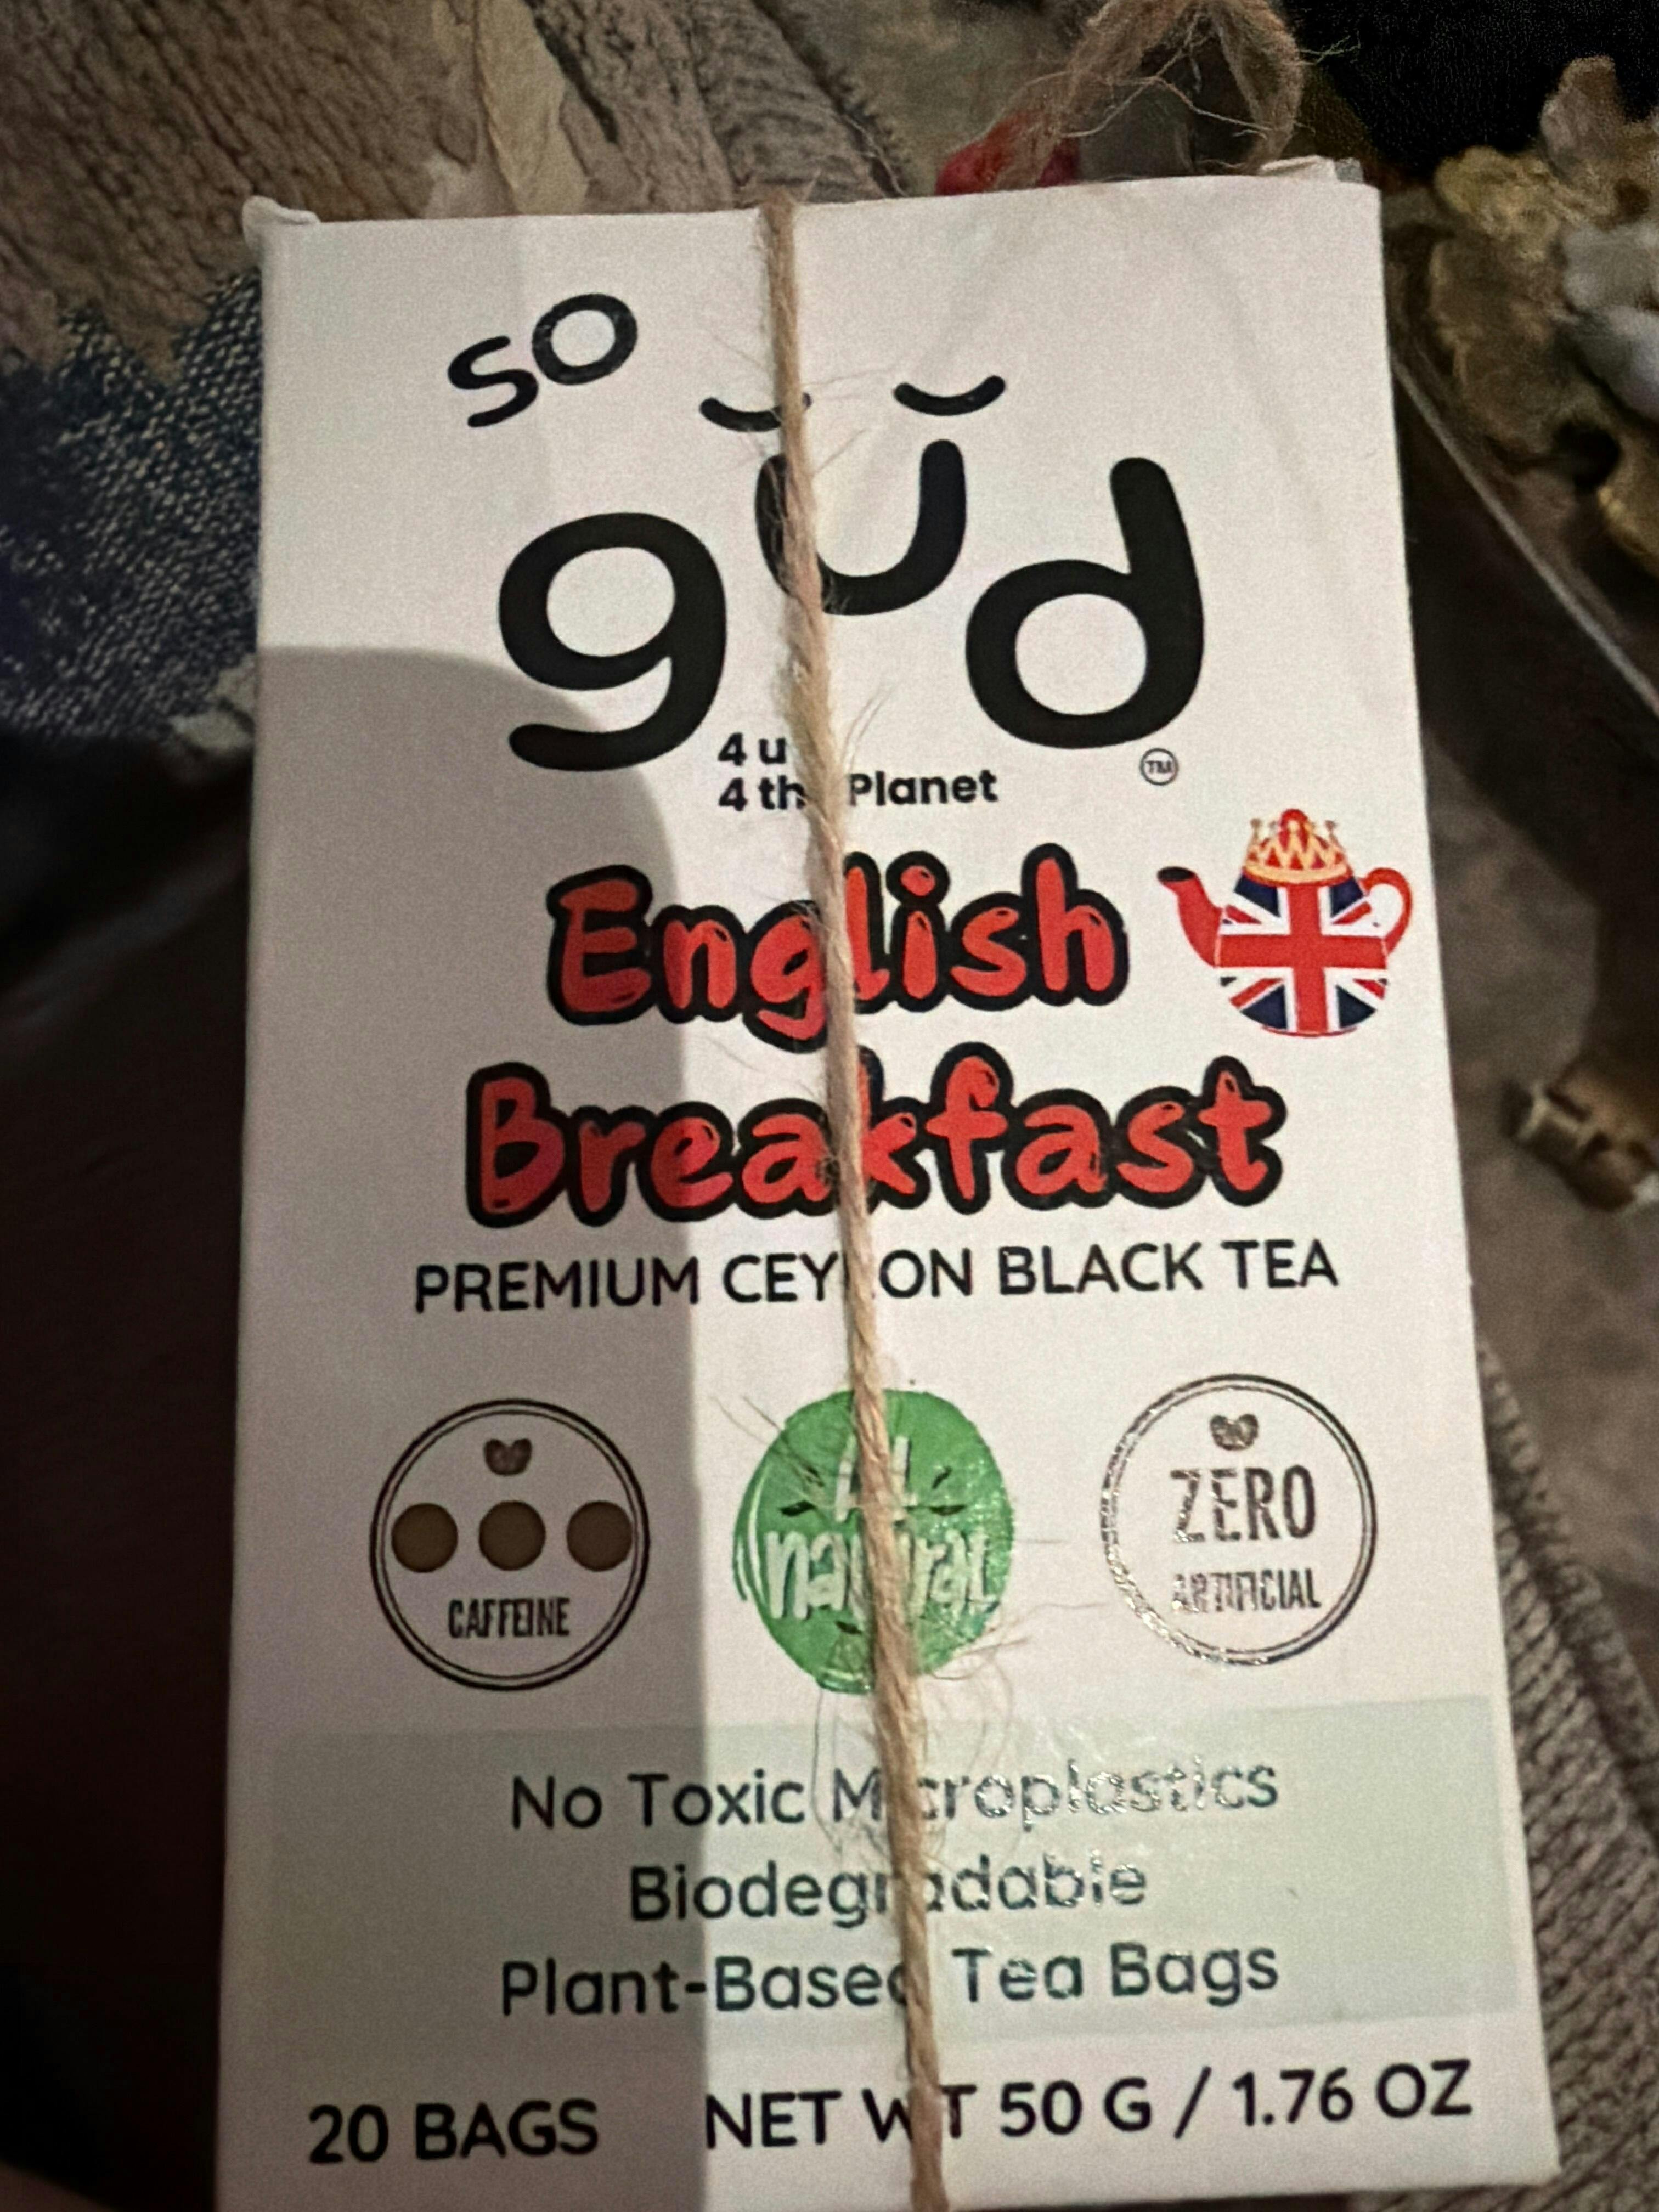 so
gud
4 u
4 the Planet
TM
English
Breakfast
PREMIUM CEYLON BLACK TEA
CAFFEINE
All
natural
ZERO
ARTIFICIAL
No Toxic Microplastics
Biodegradable
Plant-Based Tea Bags
20 BAGS NET WT 50 G / 1.76 OZ